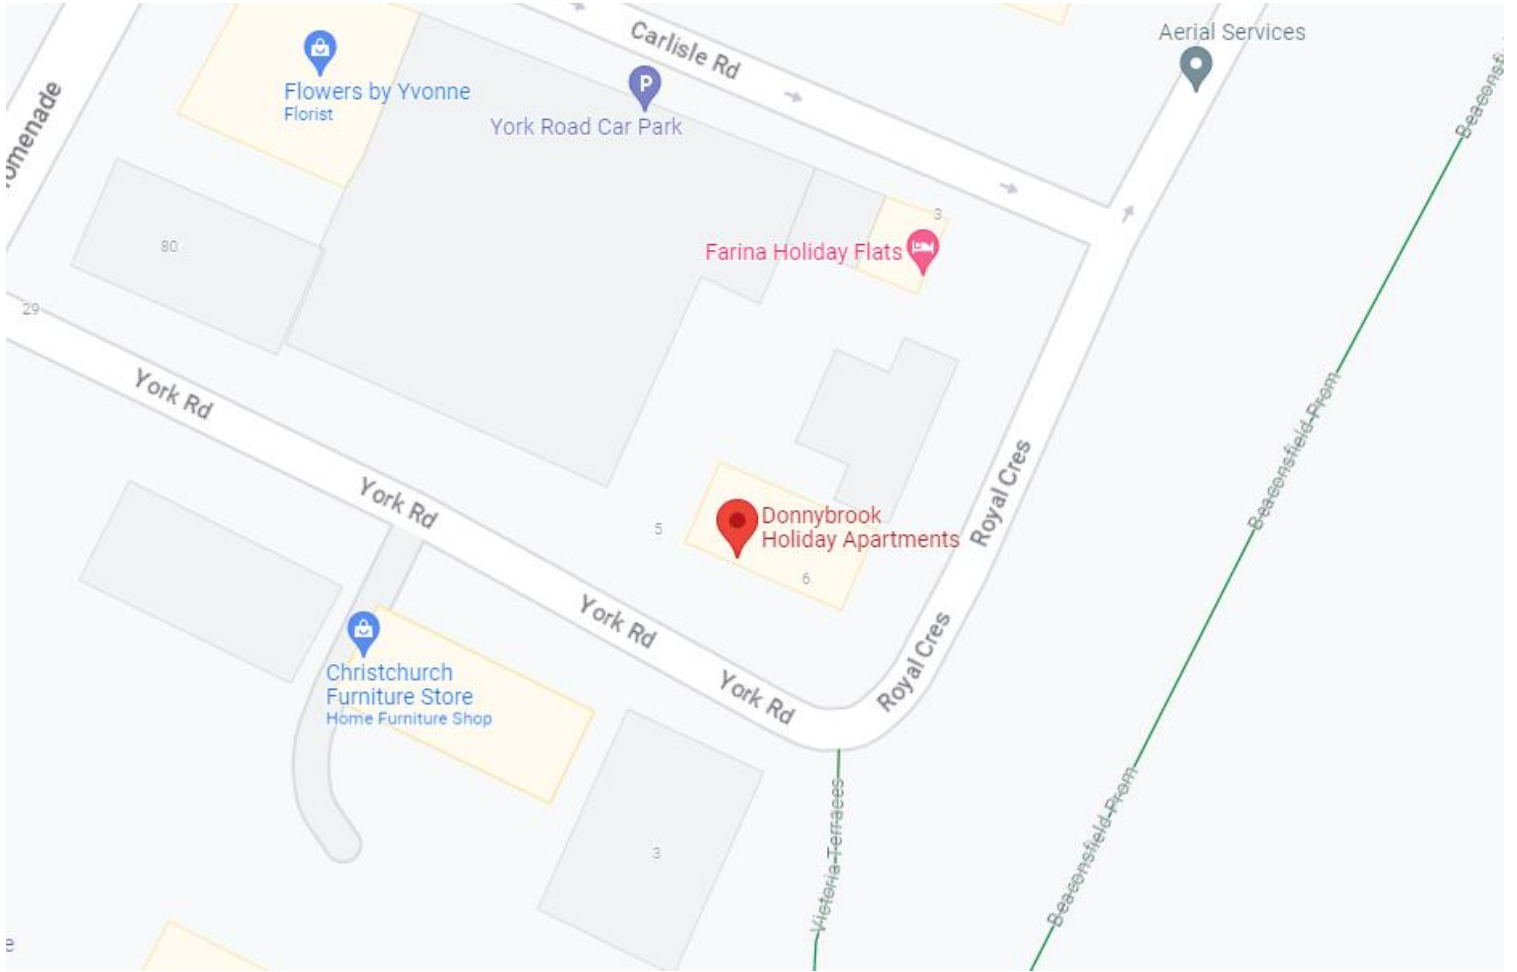 Carlisle Rd
Aerial Services
Flowers by Yvonne
Florist
P
York Road Car Park
3
80
Farina Holiday Flats
29
York Rd
York Rd
Royal Cres
Beaconsfield-Prom
5
Donnybrook
Holiday Apartments
6
York Rd
Royal Cres
Christchurch
Furniture Store
Home Furniture Shop
York Rd
3
Victoria-Terraces
Beaconsfield-Prom
e